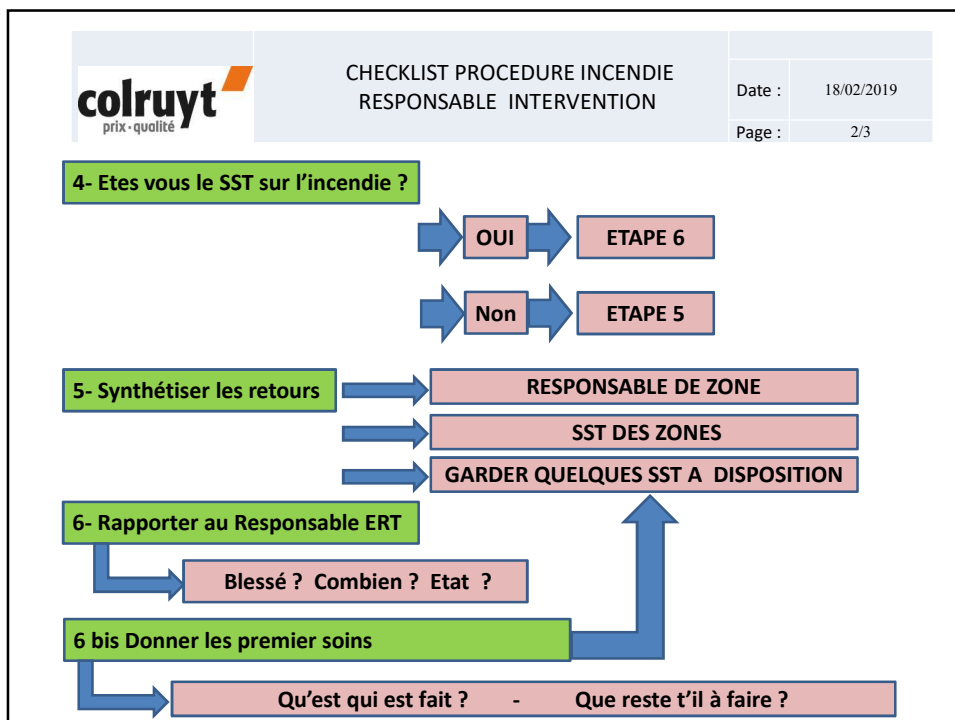 colruyt
prix·qualité
CHECKLIST PROCEDURE INCENDIE
RESPONSABLE INTERVENTION
Date : 18/02/2019
Page : 2/3
4- Etes vous le SST sur l’incendie ?
OUI ETAPE 6
Non ETAPE 5
5- Synthétiser les retours
RESPONSABLE DE ZONE
SST DES ZONES
GARDER QUELQUES SST A DISPOSITION
6- Rapporter au Responsable ERT
Blessé ? Combien ? Etat ?
6 bis Donner les premier soins
Qu’est qui est fait ? - Que reste t’il à faire ?